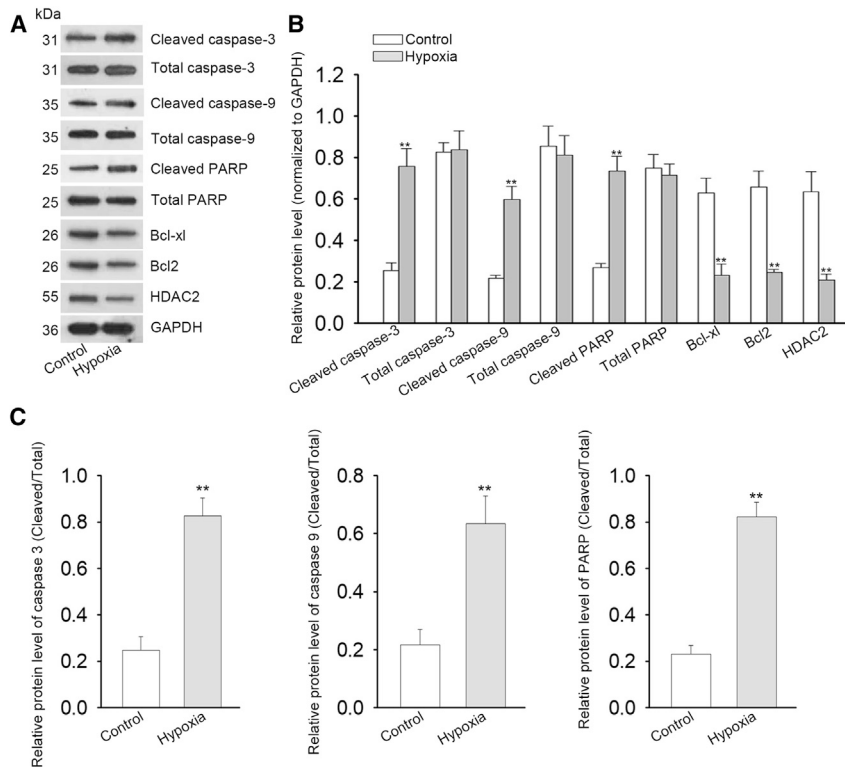 A
kDa
31 Cleaved caspase-3
31 Total caspase-3
35 Cleaved caspase-9
35 Total caspase-9
25 Cleaved PARP
25 Total PARP
26 Bcl-xl
26 Bcl2
55 HDAC2
36 GAPDH
Control Hypoxia
B
Control
Hypoxia
Relative protein level (normalized to GAPDH)
1.2
1.0
0.8
0.6
0.4
0.2
0.0
** ** ** ** ** **
Cleaved caspase-3 Total caspase-3 Cleaved caspase-9 Total caspase-9 Cleaved PARP Total PARP Bcl-xl Bcl2 HDAC2
C
Relative protein level of caspase 3 (Cleaved/Total)
1.0
0.8
0.6
0.4
0.2
0.0
**
Control Hypoxia
Relative protein level of caspase 9 (Cleaved/Total)
0.8
0.6
0.4
0.2
0.0
**
Control Hypoxia
Relative protein level of PARP (Cleaved/Total)
1.0
0.8
0.6
0.4
0.2
0.0
**
Control Hypoxia